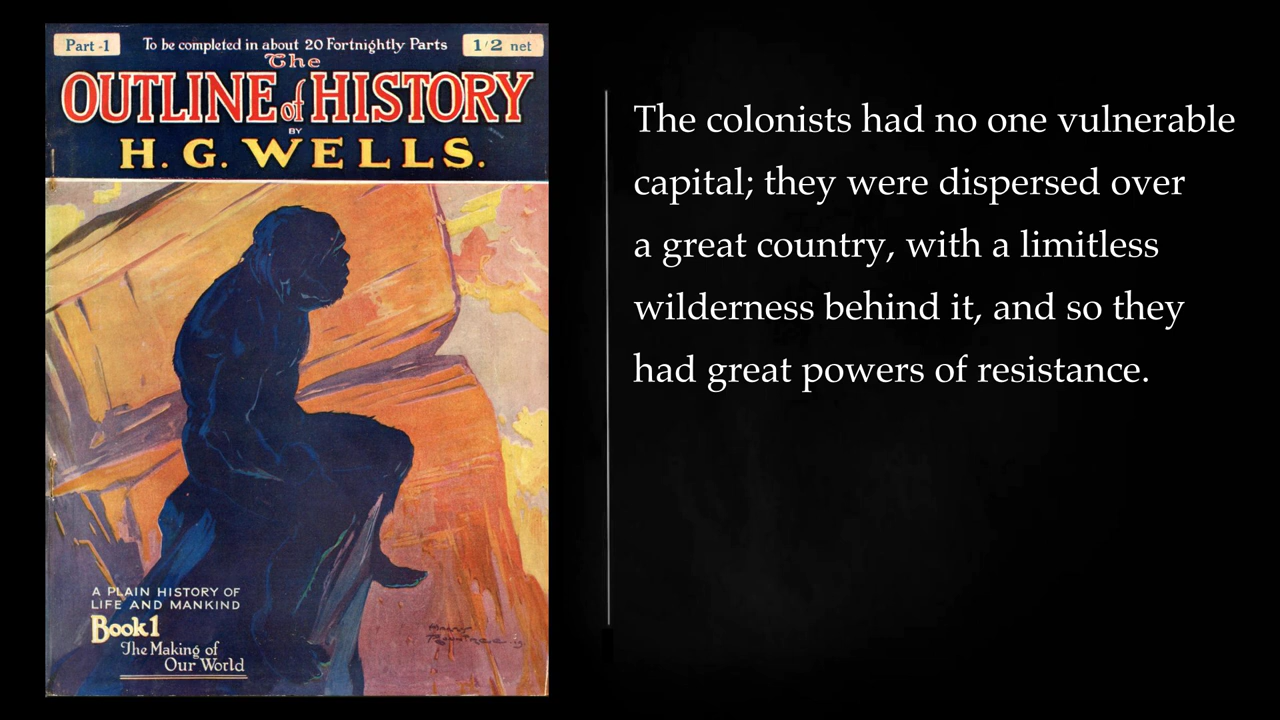 Part -1
To be completed in about 20 Fortnightly Parts
1/2 net
The
OUTLINE of HISTORY
BY
H. G. WELLS.
A PLAIN HISTORY OF
LIFE AND MANKIND
Book 1
The Making of
Our World
The colonists had no one vulnerable
capital; they were dispersed over
a great country, with a limitless
wilderness behind it, and so they
had great powers of resistance.